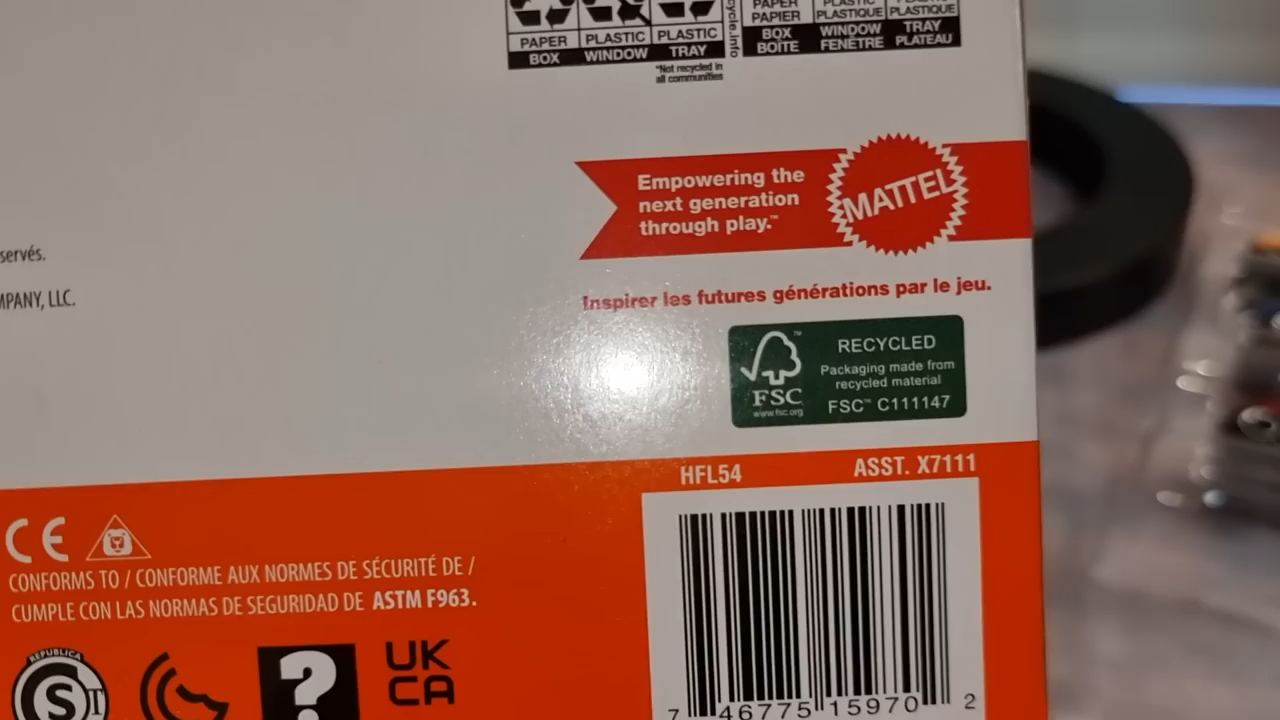 PAPER PLASTIC PLASTIC
BOX WINDOW TRAY
*Not recycled in
all communities
PAPER PLASTIC PLASTIC
PAPIER PLASTIQUE PLASTIQUE
BOX WINDOW TRAY
BOÎTE FENÊTRE PLATEAU
Empowering the
next generation
through play.™
MATTEL
servés.
MPANY, LLC.
Inspirer les futures générations par le jeu.
FSC
www.fsc.org
RECYCLED
Packaging made from
recycled material
FSC™ C111147
HFL54 ASST. X7111
CE
CONFORMS TO / CONFORME AUX NORMES DE SÉCURITÉ DE /
CUMPLE CON LAS NORMAS DE SEGURIDAD DE ASTM F963.
REPUBLICA
S
?
UK
CA
7 46775 15970 2